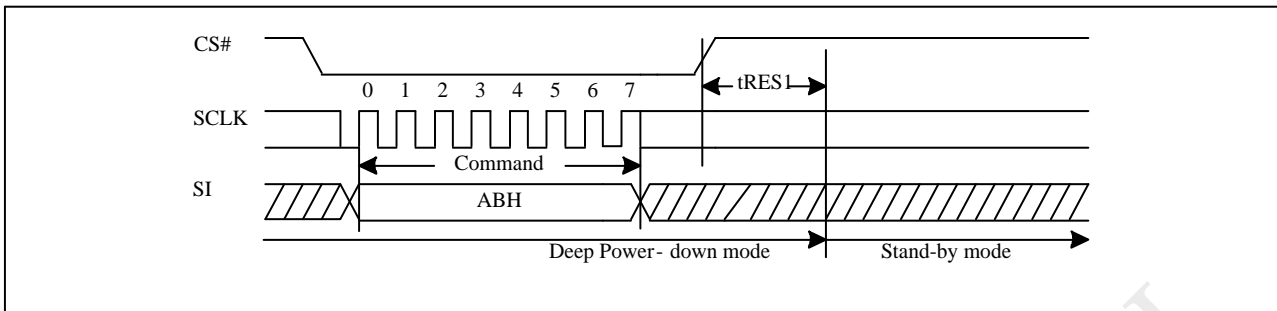 CS#
tRES1
0 1 2 3 4 5 6 7
SCLK
Command
SI
ABH
Deep Power- down mode
Stand-by mode